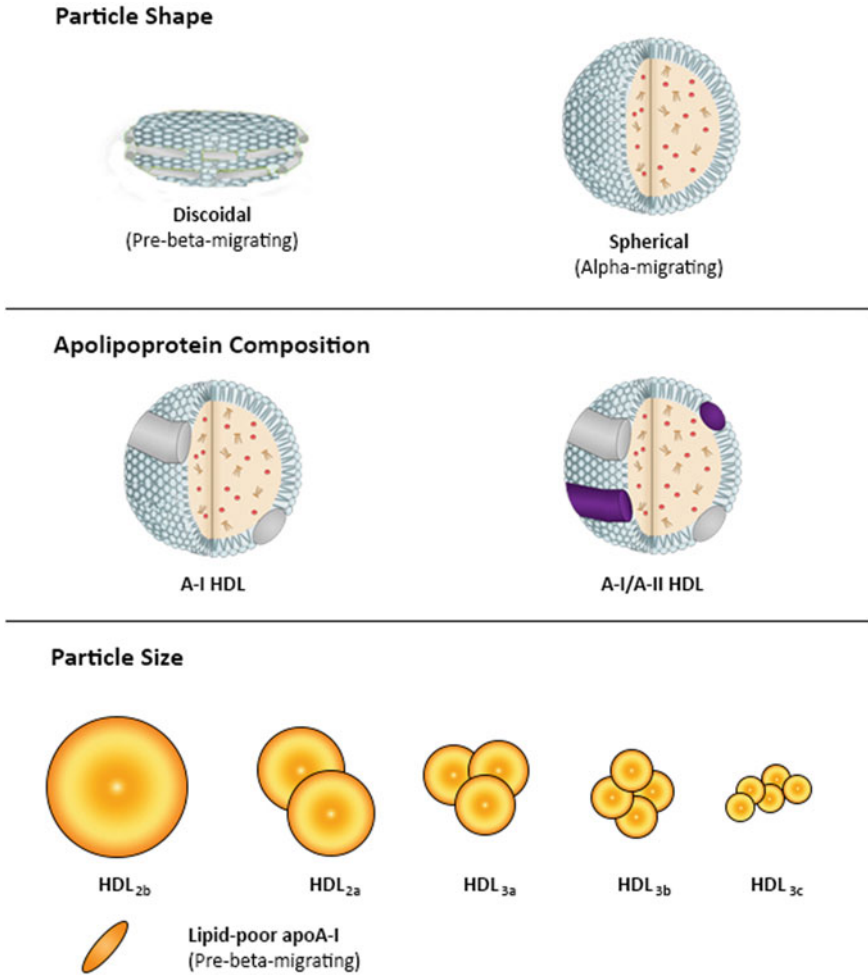 Particle Shape
Discoidal
(Pre-beta-migrating)
Spherical
(Alpha-migrating)
Apolipoprotein Composition
A-I HDL
A-I/A-II HDL
Particle Size
HDL2b
HDL2a
HDL3a
HDL3b
HDL3c
Lipid-poor apoA-I
(Pre-beta-migrating)